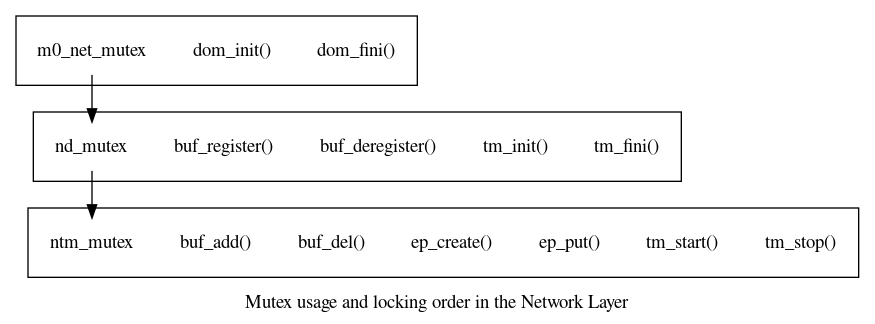 m0_net_mutex dom_init() dom_fini()
nd_mutex buf_register() buf_deregister() tm_init() tm_fini()
ntm_mutex buf_add() buf_del() ep_create() ep_put() tm_start() tm_stop()
Mutex usage and locking order in the Network Layer